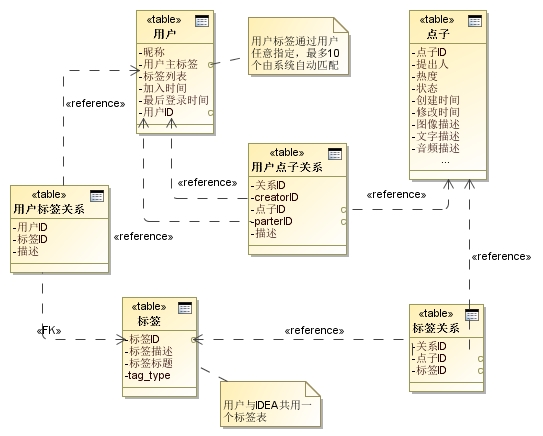 «table»
用户
-昵称
-用户主标签
-标签列表
-加入时间
-最后登录时间
-用户ID
用户标签通过用户
任意指定，最多10
个由系统自动匹配
«table»
点子
-点子ID
-提出人
-热度
-状态
-创建时间
-修改时间
-图像描述
-文字描述
-音频描述
...
«reference»
«table»
用户点子关系
-关系ID
-creatorID
-点子ID
-parterID
-描述
«reference»
«reference»
«table»
用户标签关系
-用户ID
-标签ID
-描述
«reference»
«reference»
«FK»
«table»
标签
-标签ID
-标签描述
-标签标题
-tag_type
«reference»
«table»
标签关系
-关系ID
-点子ID
-标签ID
用户与IDEA共用一
个标签表